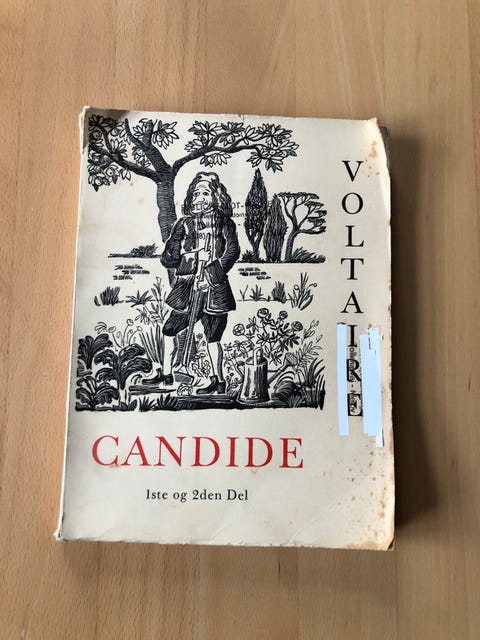 VOLTAIRE
CANDIDE
1ste og 2den Del